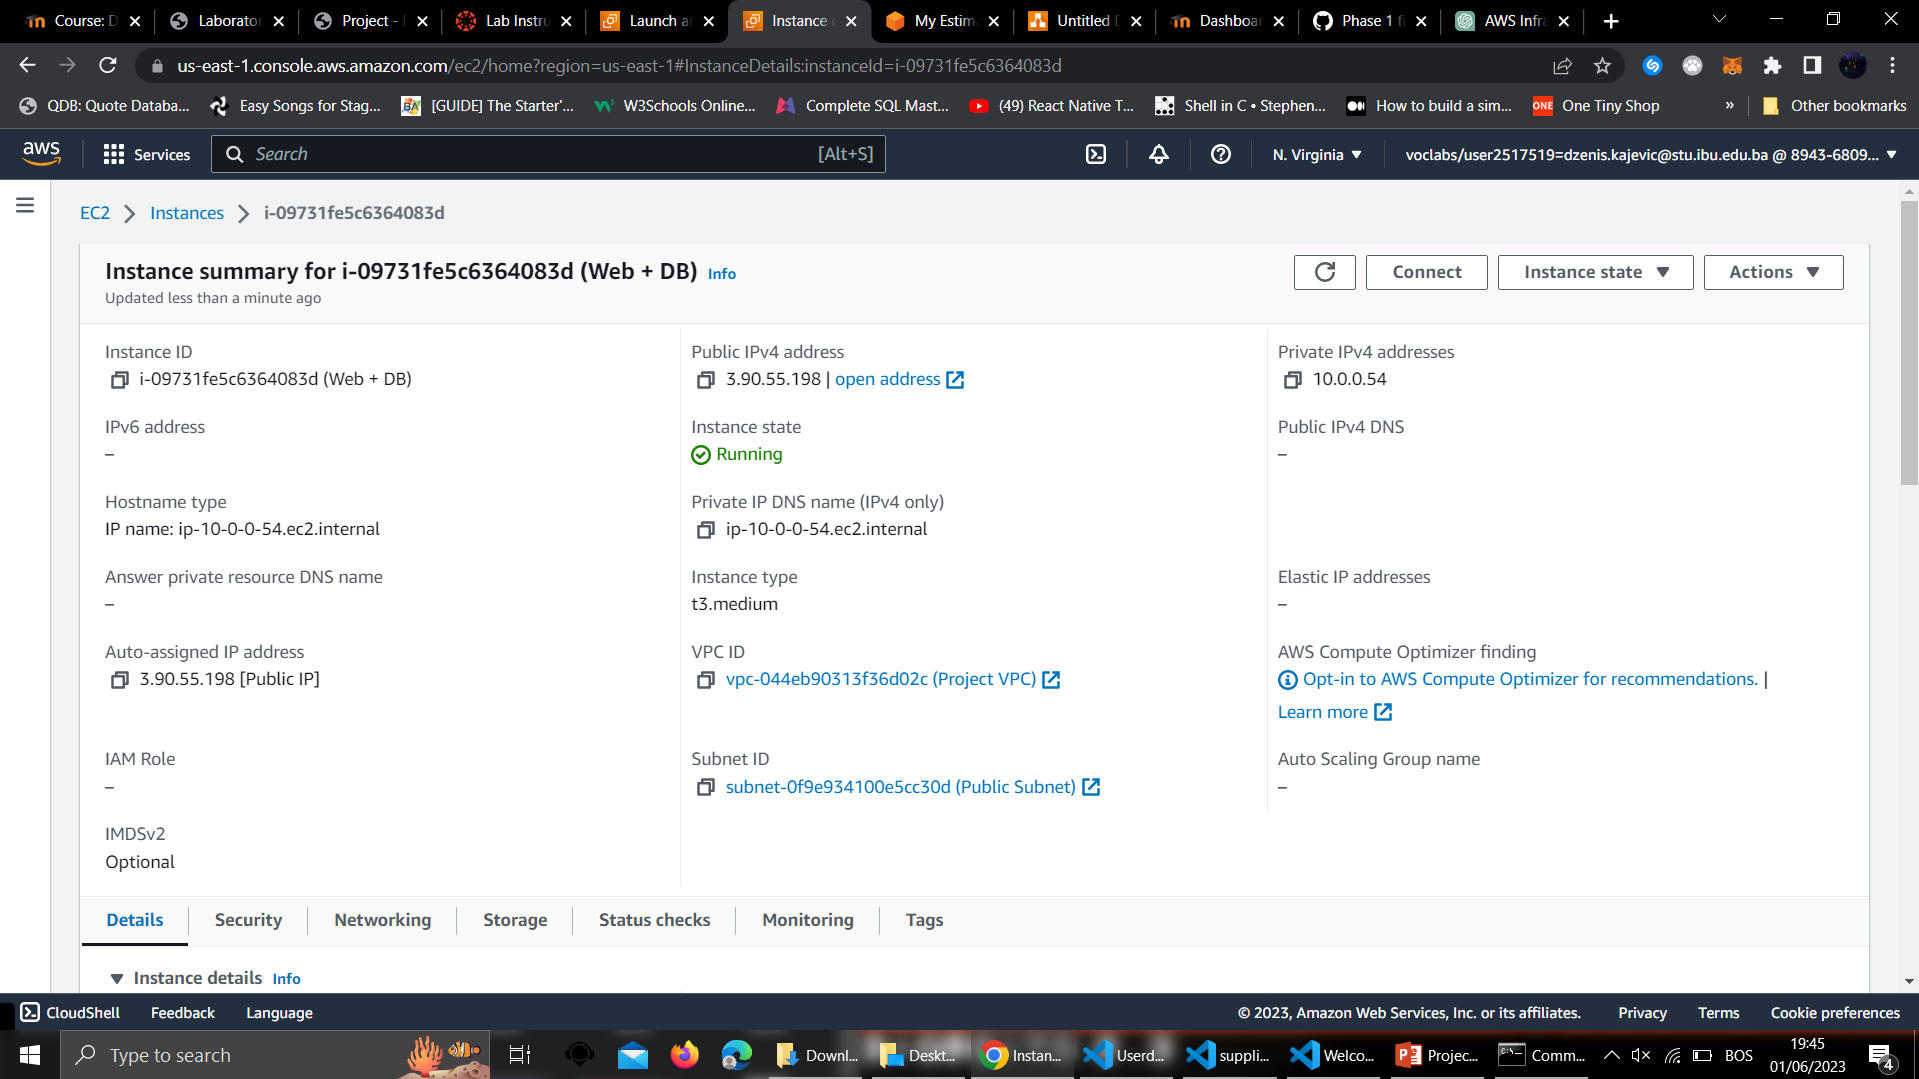 Course: D
Laborator
Project - F
Lab Instru
Launch a
Instance
My Estim
Untitled D
Dashboar
Phase 1 fi
AWS Infra
us-east-1.console.aws.amazon.com/ec2/home?region=us-east-1#InstanceDetails:instanceId=i-09731fe5c6364083d
QDB: Quote Databa...
Easy Songs for Stag...
[GUIDE] The Starter'...
W3Schools Online...
Complete SQL Mast...
(49) React Native T...
Shell in C • Stephen...
How to build a sim...
ONE
One Tiny Shop
»
Other bookmarks
aws
Services
Search
[Alt+S]
N. Virginia
voclabs/user2517519=dzenis.kajevic@stu.ibu.edu.ba @ 8943-6809...
EC2
Instances
i-09731fe5c6364083d
Instance summary for i-09731fe5c6364083d (Web + DB) Info
Updated less than a minute ago
Connect
Instance state
Actions
Instance ID
i-09731fe5c6364083d (Web + DB)
Public IPv4 address
3.90.55.198 | open address
Private IPv4 addresses
10.0.0.54
IPv6 address
–
Instance state
Running
Public IPv4 DNS
–
Hostname type
IP name: ip-10-0-0-54.ec2.internal
Private IP DNS name (IPv4 only)
ip-10-0-0-54.ec2.internal
Answer private resource DNS name
–
Instance type
t3.medium
Elastic IP addresses
–
Auto-assigned IP address
3.90.55.198 [Public IP]
VPC ID
vpc-044eb90313f36d02c (Project VPC)
AWS Compute Optimizer finding
Opt-in to AWS Compute Optimizer for recommendations. |
Learn more
IAM Role
–
Subnet ID
subnet-0f9e934100e5cc30d (Public Subnet)
Auto Scaling Group name
–
IMDSv2
Optional
Details
Security
Networking
Storage
Status checks
Monitoring
Tags
Instance details Info
CloudShell
Feedback
Language
© 2023, Amazon Web Services, Inc. or its affiliates.
Privacy
Terms
Cookie preferences
Type to search
Downl...
Deskt...
Instan...
Userd...
suppli...
Welco...
Projec...
Comm...
BOS
19:45
01/06/2023
4